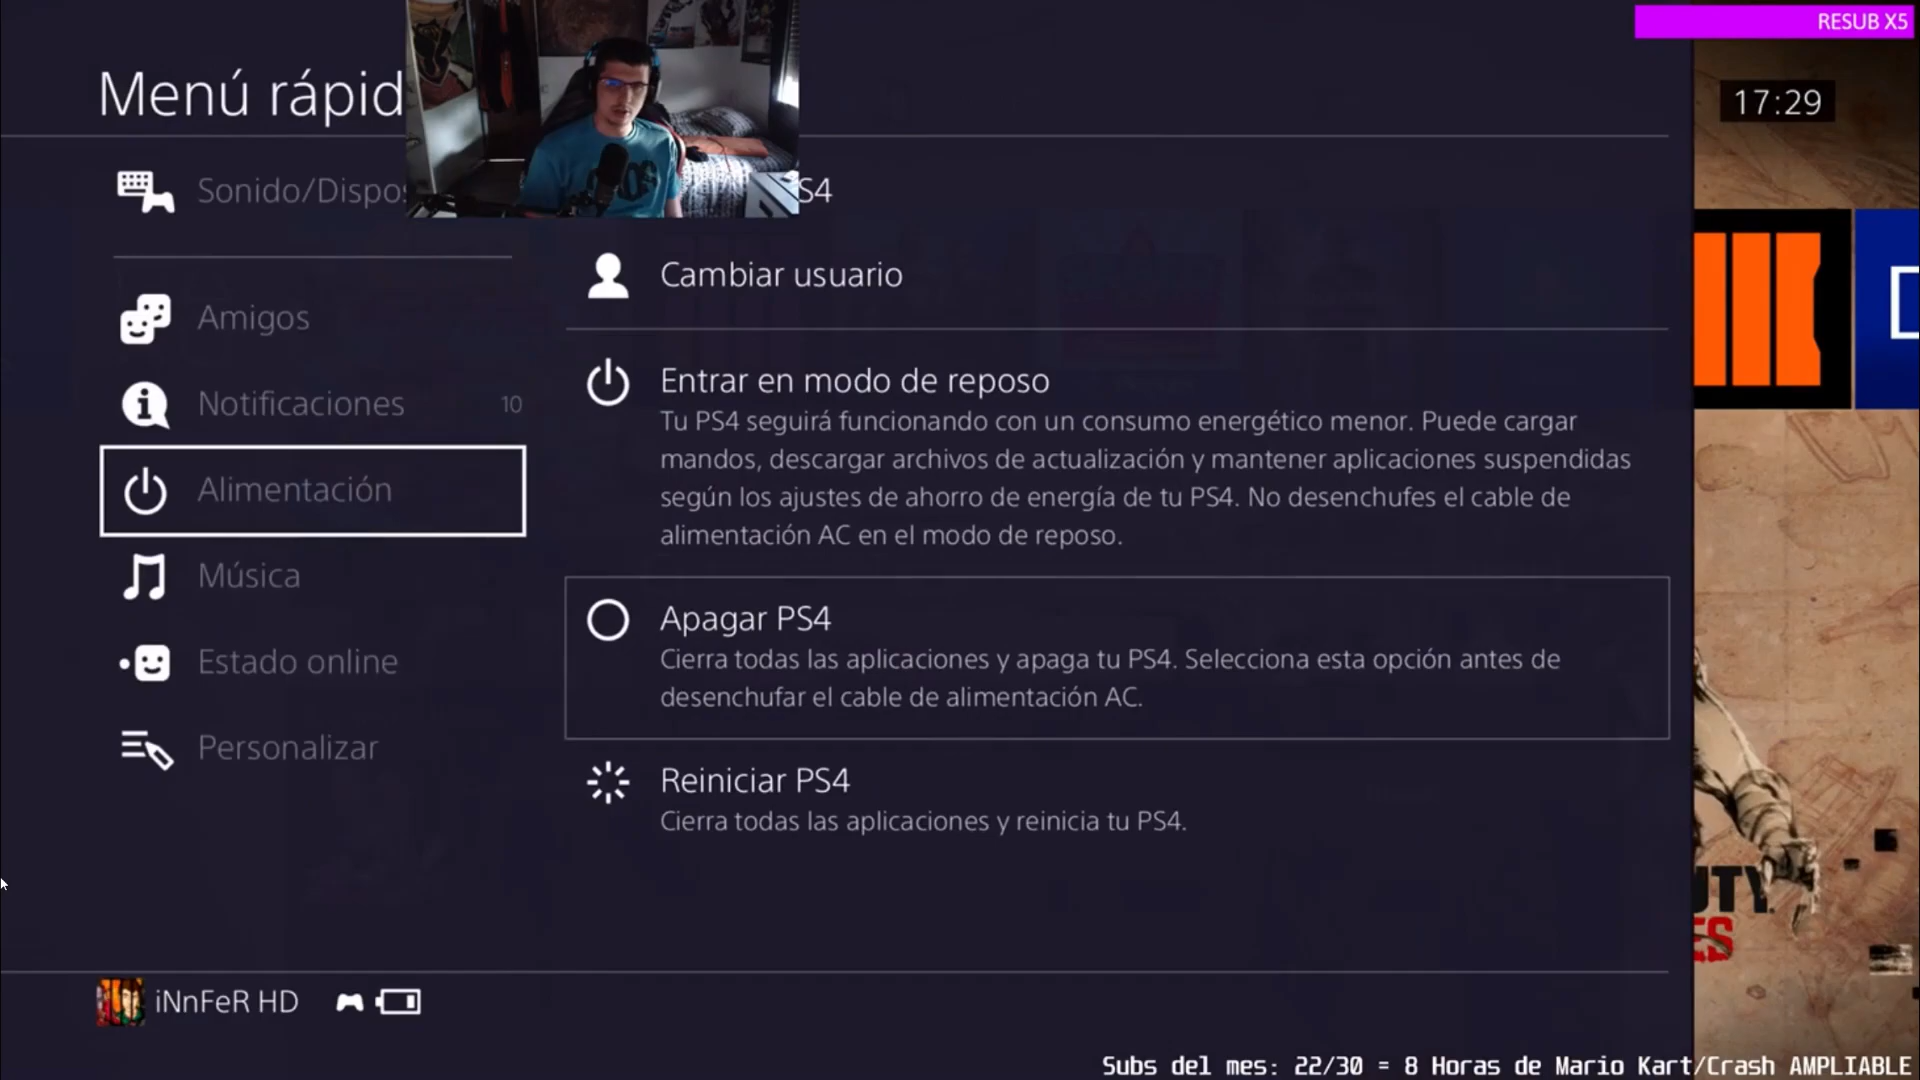 RESUB X5
Menú rápid
17:29
Sonido/Dispos
S4
Cambiar usuario
Amigos
Notificaciones 10
Alimentación
Música
Estado online
Personalizar
Entrar en modo de reposo
Tu PS4 seguirá funcionando con un consumo energético menor. Puede cargar
mandos, descargar archivos de actualización y mantener aplicaciones suspendidas
según los ajustes de ahorro de energía de tu PS4. No desenchufes el cable de
alimentación AC en el modo de reposo.
Apagar PS4
Cierra todas las aplicaciones y apaga tu PS4. Selecciona esta opción antes de
desenchufar el cable de alimentación AC.
Reiniciar PS4
Cierra todas las aplicaciones y reinicia tu PS4.
UTY
ES
iNnFeR HD
Subs del mes: 22/30 = 8 Horas de Mario Kart/Crash AMPLIABLE